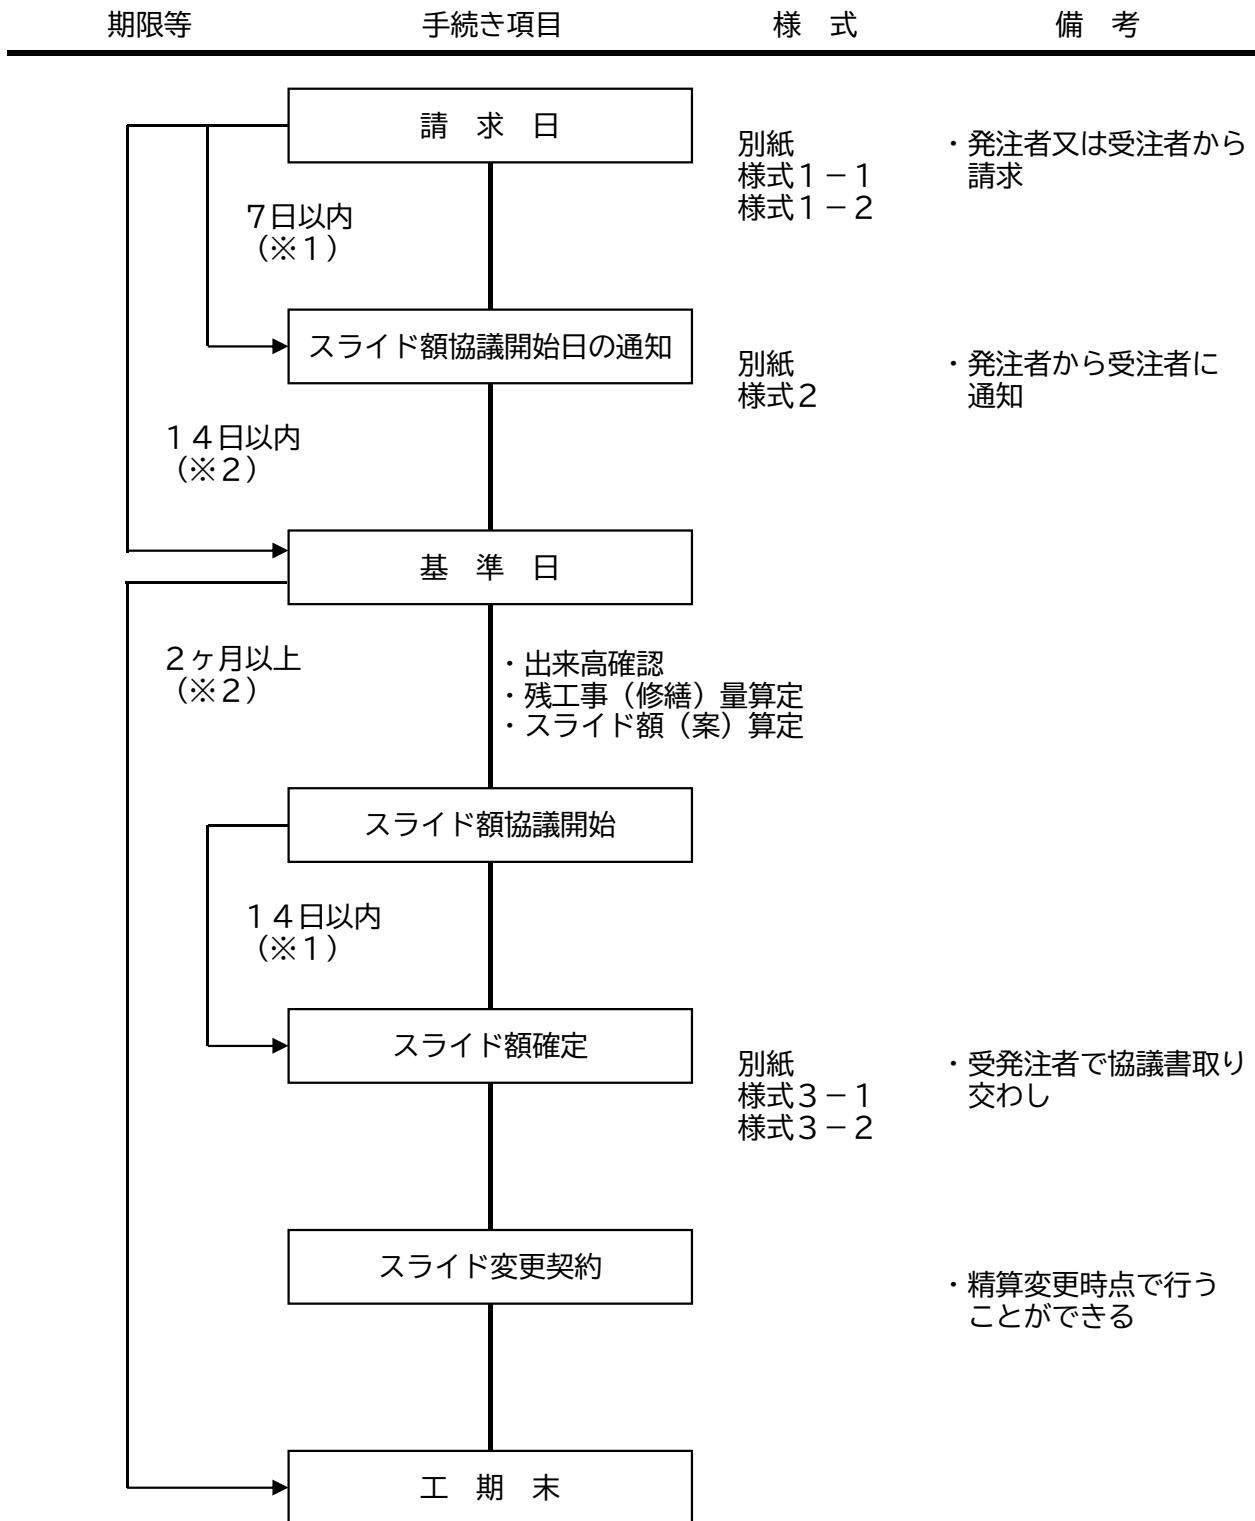 期限等 手続き項目 様　式 備　考
請　求　日
別紙
様式１－１
様式１－２
・発注者又は受注者から
請求
７日以内
（※１）
スライド額協議開始日の通知
別紙
様式２
・発注者から受注者に
通知
１４日以内
（※２）
基　準　日
２ヶ月以上
（※２）
・出来高確認
・残工事（修繕）量算定
・スライド額（案）算定
スライド額協議開始
１４日以内
（※１）
スライド額確定
別紙
様式３－１
様式３－２
・受発注者で協議書取り
交わし
スライド変更契約
・精算変更時点で行う
ことができる
工　期　末